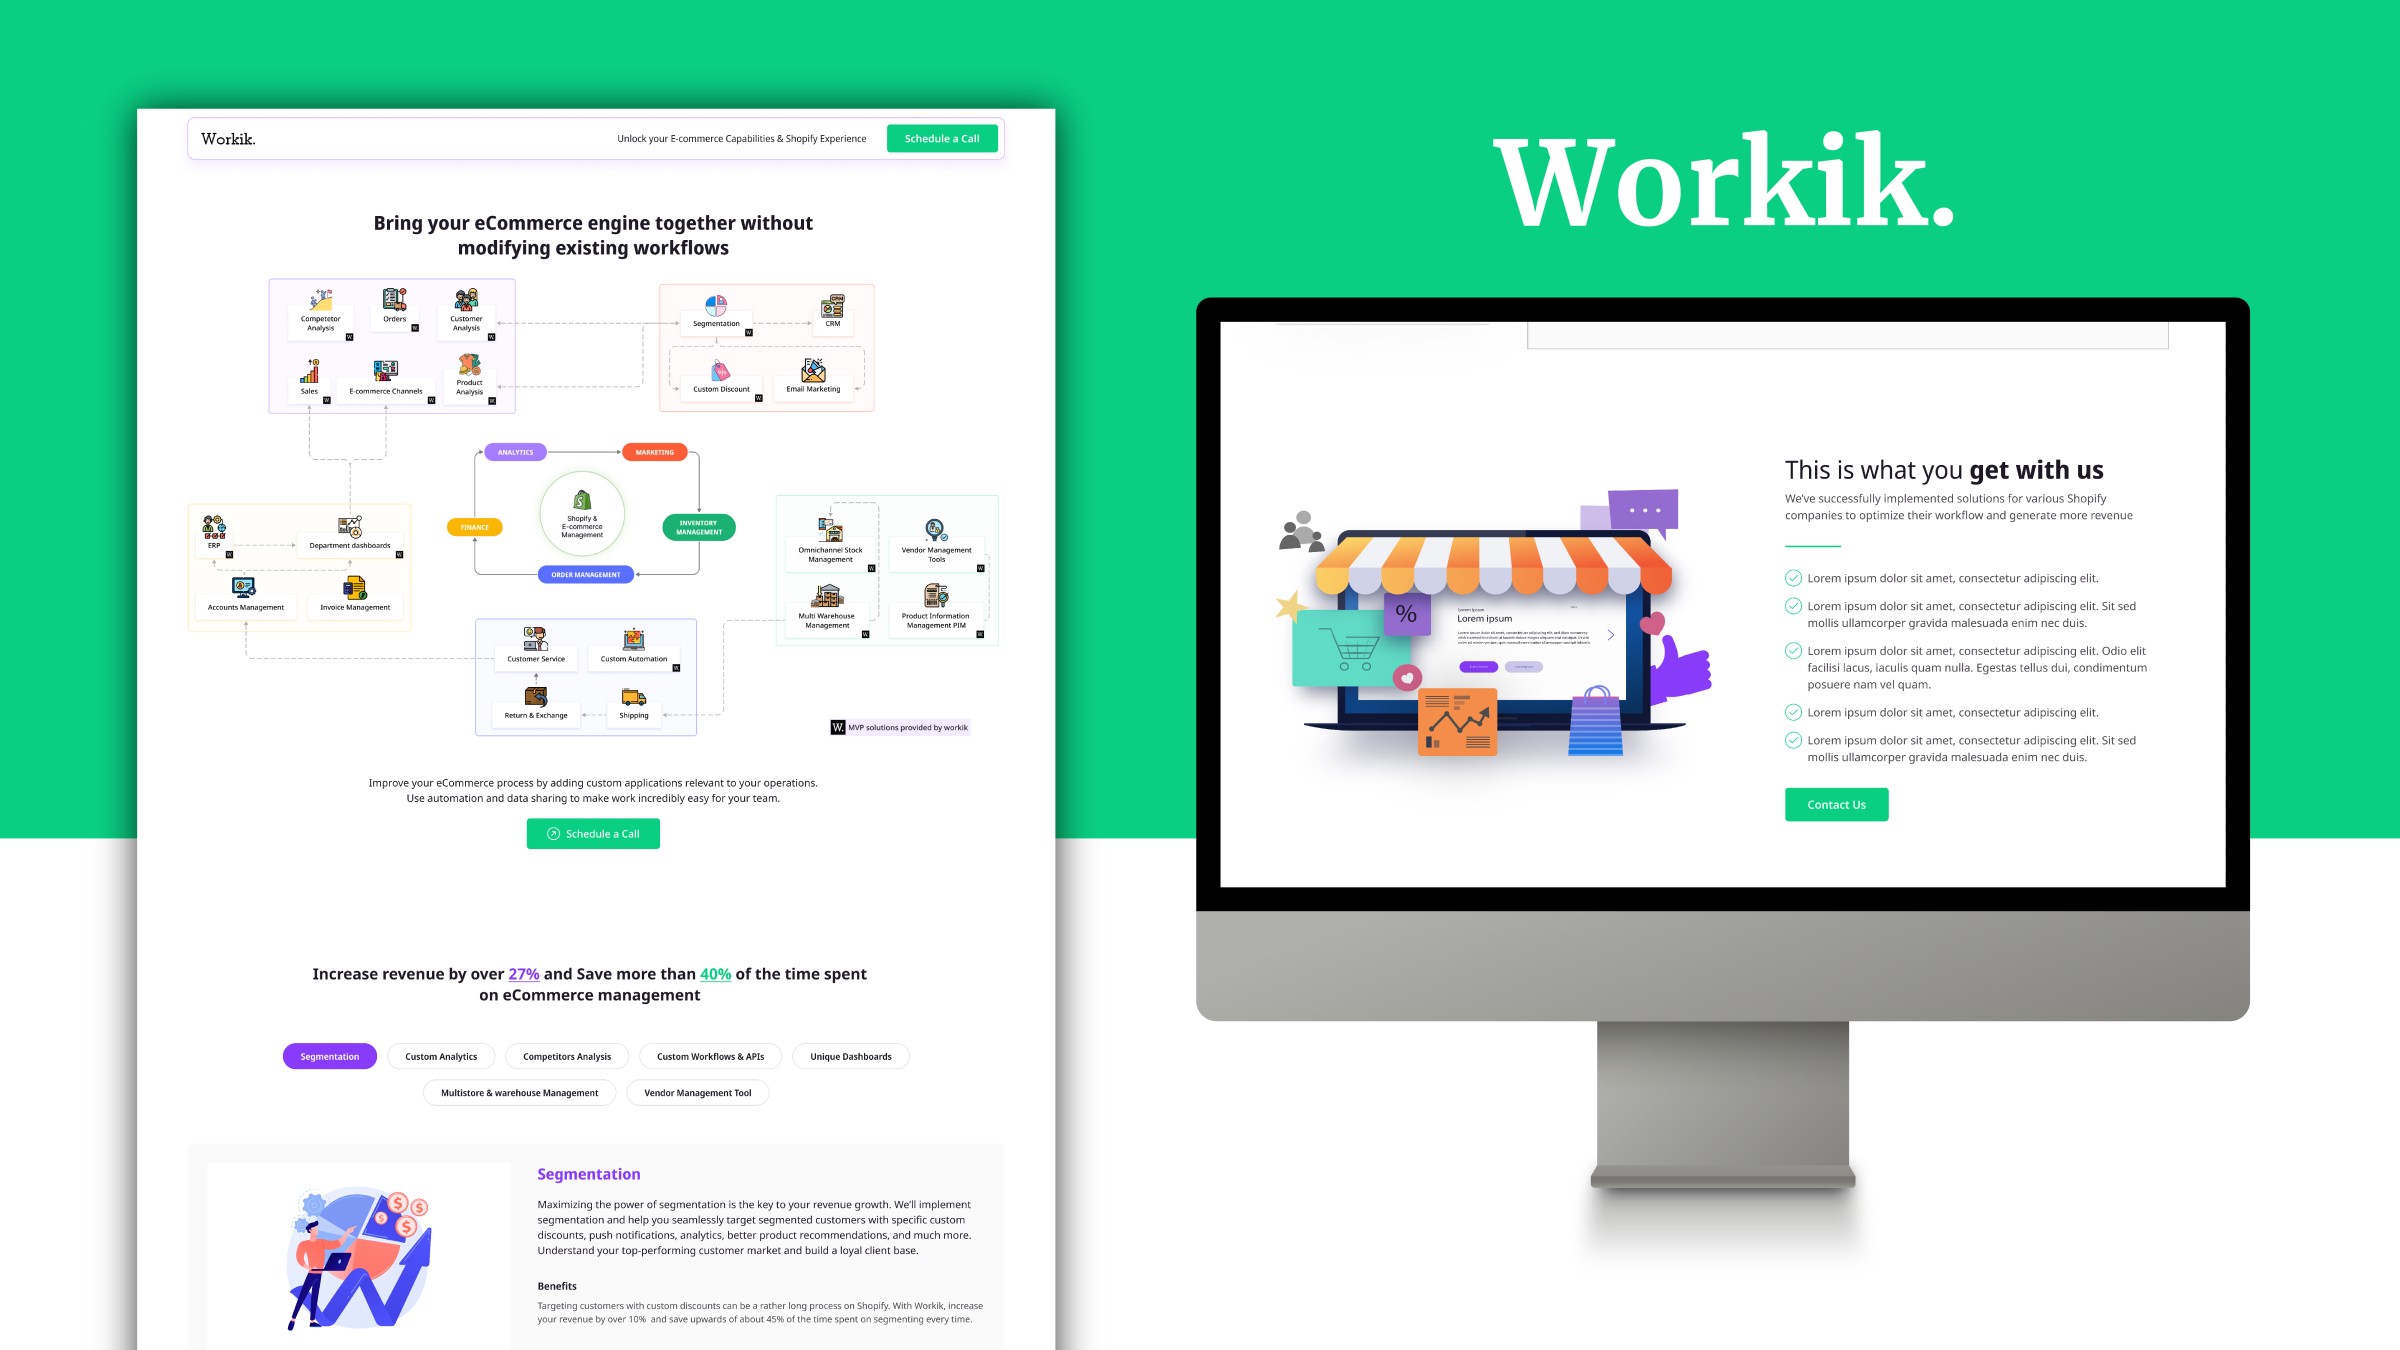 Workik.
Unlock your E-commerce Capabilities & Shopify Experience
Schedule a Call
Bring your eCommerce engine together without
modifying existing workflows
Competetor
Analysis
W.
Orders
W.
Customer
Analysis
W.
Sales
W.
E-commerce Channels
W.
Product
Analysis
W.
Segmentation
W.
CRM
CRM
Custom Discount
W.
Email Marketing
ANALYTICS
MARKETING
FINANCE
Shopify &
E-commerce
Management
INVENTORY
MANAGEMENT
ORDER MANAGEMENT
ERP
W.
Department dashboards
W.
Accounts Management
Invoice Management
Omnichannel Stock
Management
Vendor Management
Tools
W.
Multi Warehouse
Management
W.
Product Information
Management PIM
W.
Customer Service
Custom Automation
W.
Return & Exchange
Shipping
W. MVP solutions provided by workik
Improve your eCommerce process by adding custom applications relevant to your operations.
Use automation and data sharing to make work incredibly easy for your team.
Schedule a Call
Increase revenue by over 27% and Save more than 40% of the time spent
on eCommerce management
Segmentation
Custom Analytics
Competitors Analysis
Custom Workflows & APIs
Unique Dashboards
Multistore & warehouse Management
Vendor Management Tool
Segmentation
Maximizing the power of segmentation is the key to your revenue growth. We'll implement
segmentation and help you seamlessly target segmented customers with specific custom
discounts, push notifications, analytics, better product recommendations, and much more.
Understand your top-performing customer market and build a loyal client base.
Benefits
Targeting customers with custom discounts can be a rather long process on Shopify. With Workik, increase
your revenue by over 10% and save upwards of about 45% of the time spent on segmenting every time.
Workik.
%
Lorem ipsum
Lorem ipsum
This is what you get with us
We've successfully implemented solutions for various Shopify
companies to optimize their workflow and generate more revenue
Lorem ipsum dolor sit amet, consectetur adipiscing elit.
Lorem ipsum dolor sit amet, consectetur adipiscing elit. Sit sed
mollis ullamcorper gravida malesuada enim nec duis.
Lorem ipsum dolor sit amet, consectetur adipiscing elit. Odio elit
facilisi lacus, iaculis quam nulla. Egestas tellus dui, condimentum
posuere nam vel quam.
Lorem ipsum dolor sit amet, consectetur adipiscing elit.
Lorem ipsum dolor sit amet, consectetur adipiscing elit. Sit sed
mollis ullamcorper gravida malesuada enim nec duis.
Contact Us